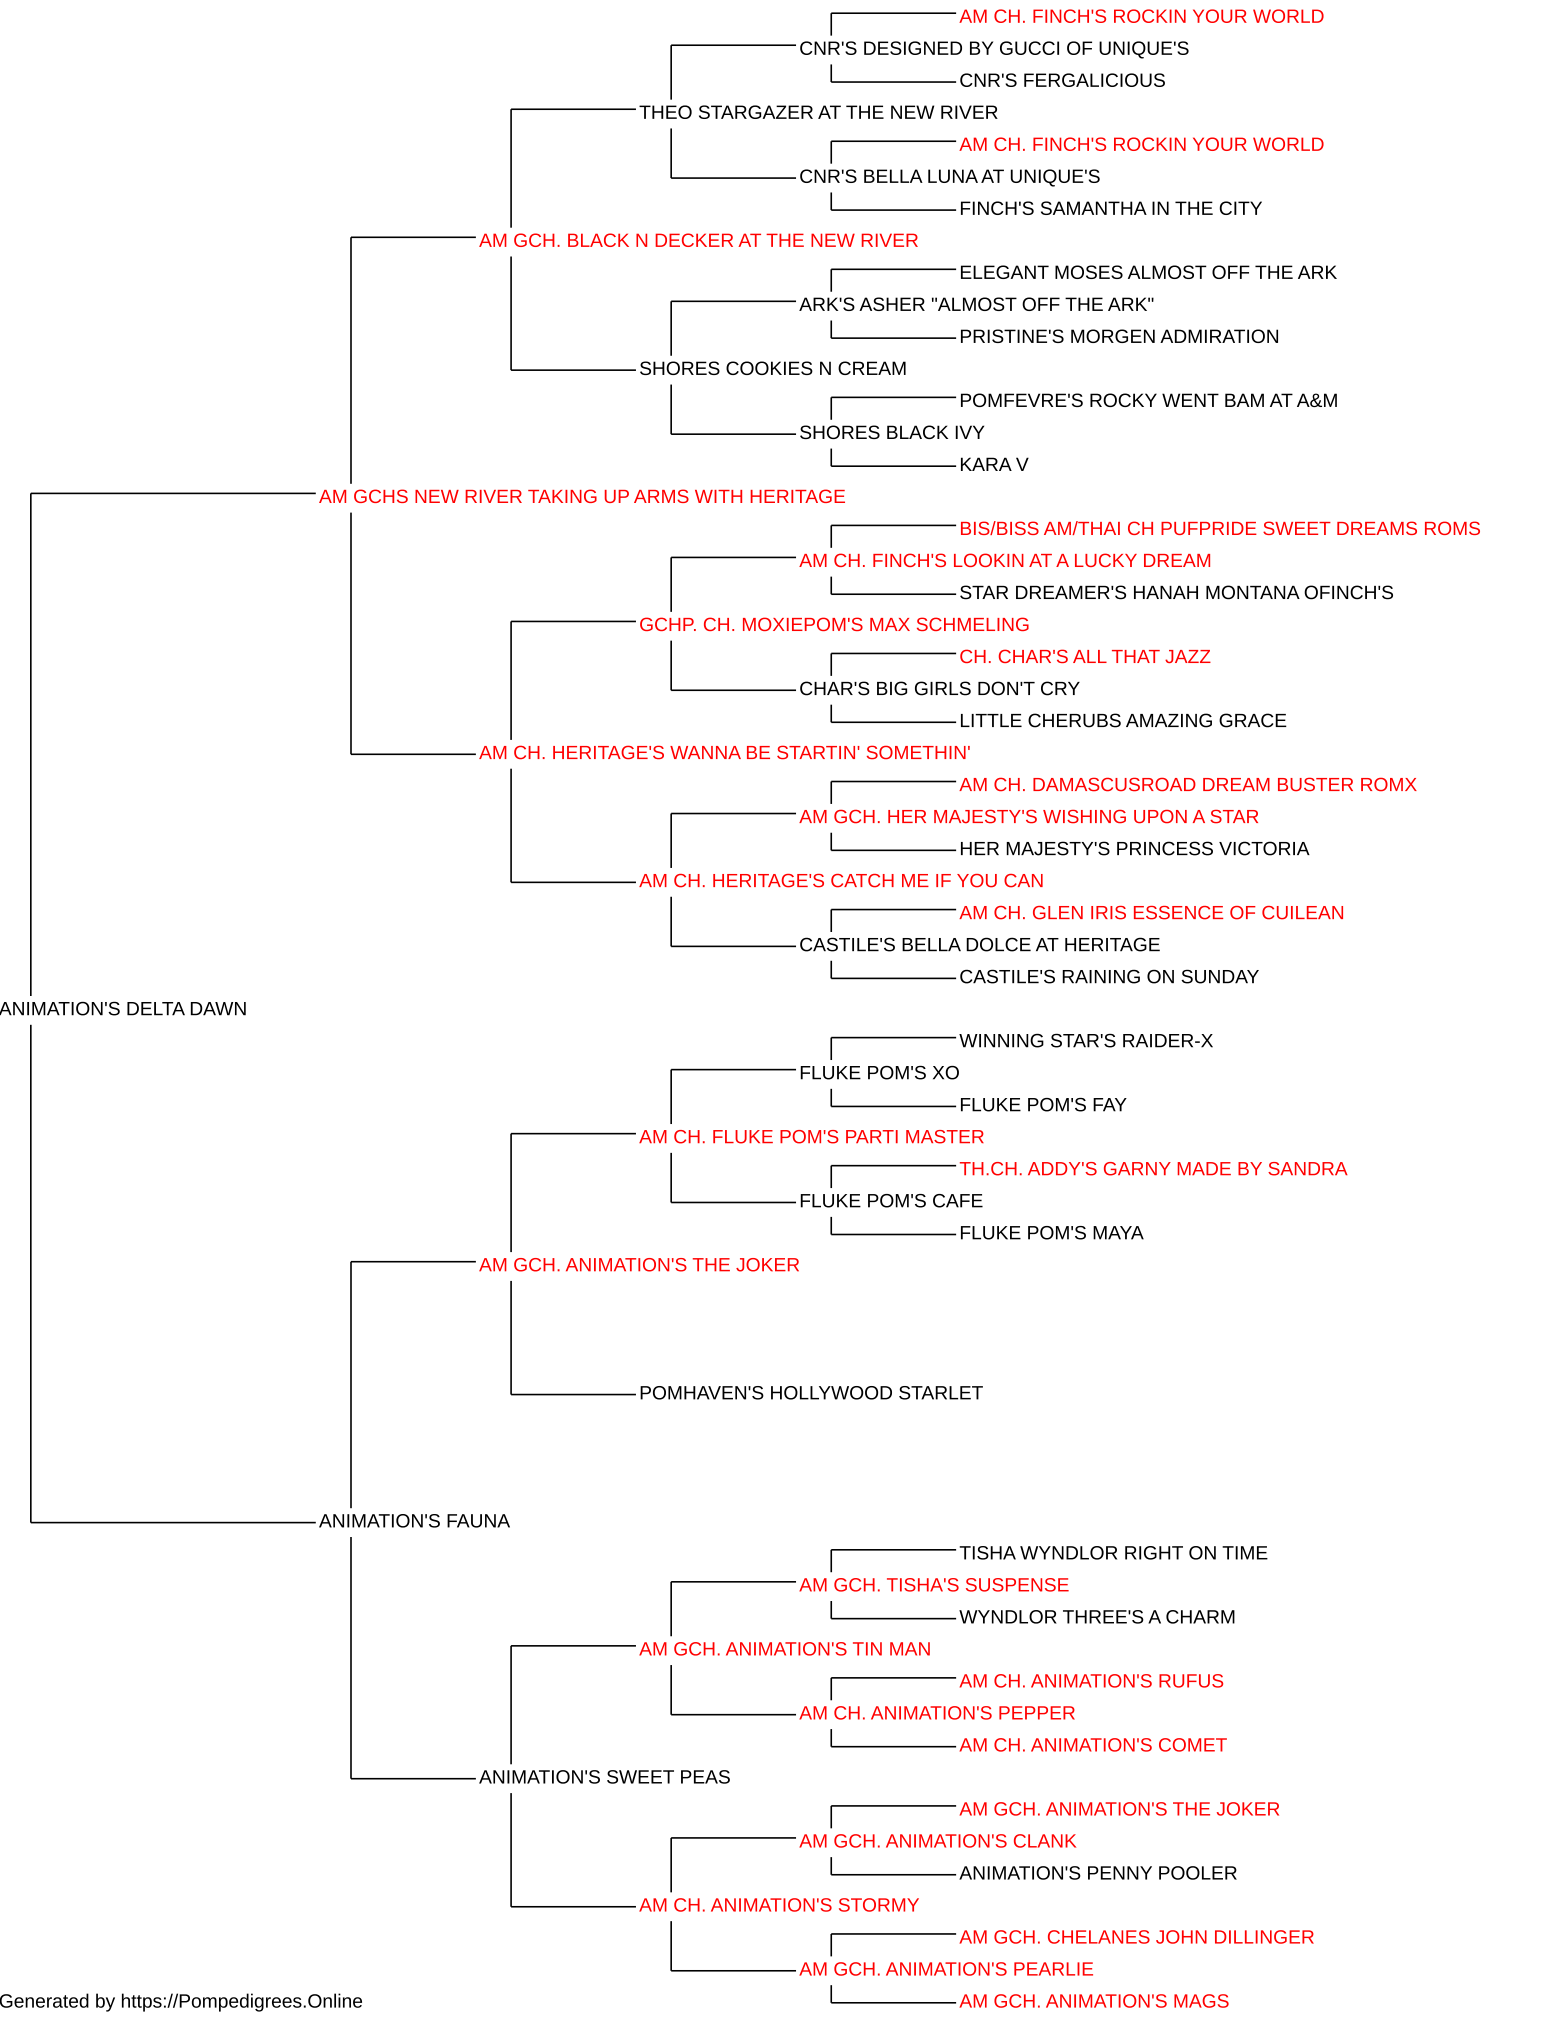 AM CH. FINCH'S ROCKIN YOUR WORLD
CNR'S DESIGNED BY GUCCI OF UNIQUE'S
CNR'S FERGALICIOUS
THEO STARGAZER AT THE NEW RIVER
AM CH. FINCH'S ROCKIN YOUR WORLD
CNR'S BELLA LUNA AT UNIQUE'S
FINCH'S SAMANTHA IN THE CITY
AM GCH. BLACK N DECKER AT THE NEW RIVER
ELEGANT MOSES ALMOST OFF THE ARK
ARK'S ASHER "ALMOST OFF THE ARK"
PRISTINE'S MORGEN ADMIRATION
SHORES COOKIES N CREAM
POMFEVRE'S ROCKY WENT BAM AT A&M
SHORES BLACK IVY
KARA V
AM GCHS NEW RIVER TAKING UP ARMS WITH HERITAGE
BIS/BISS AM/THAI CH PUFPRIDE SWEET DREAMS ROMS
AM CH. FINCH'S LOOKIN AT A LUCKY DREAM
STAR DREAMER'S HANAH MONTANA OFINCH'S
GCHP. CH. MOXIEPOM'S MAX SCHMELING
CH. CHAR'S ALL THAT JAZZ
CHAR'S BIG GIRLS DON'T CRY
LITTLE CHERUBS AMAZING GRACE
AM CH. HERITAGE'S WANNA BE STARTIN' SOMETHIN'
AM CH. DAMASCUSROAD DREAM BUSTER ROMX
AM GCH. HER MAJESTY'S WISHING UPON A STAR
HER MAJESTY'S PRINCESS VICTORIA
AM CH. HERITAGE'S CATCH ME IF YOU CAN
AM CH. GLEN IRIS ESSENCE OF CUILEAN
CASTILE'S BELLA DOLCE AT HERITAGE
CASTILE'S RAINING ON SUNDAY
ANIMATION'S DELTA DAWN
WINNING STAR'S RAIDER-X
FLUKE POM'S XO
FLUKE POM'S FAY
AM CH. FLUKE POM'S PARTI MASTER
TH.CH. ADDY'S GARNY MADE BY SANDRA
FLUKE POM'S CAFE
FLUKE POM'S MAYA
AM GCH. ANIMATION'S THE JOKER
POMHAVEN'S HOLLYWOOD STARLET
ANIMATION'S FAUNA
TISHA WYNDLOR RIGHT ON TIME
AM GCH. TISHA'S SUSPENSE
WYNDLOR THREE'S A CHARM
AM GCH. ANIMATION'S TIN MAN
AM CH. ANIMATION'S RUFUS
AM CH. ANIMATION'S PEPPER
AM CH. ANIMATION'S COMET
ANIMATION'S SWEET PEAS
AM GCH. ANIMATION'S THE JOKER
AM GCH. ANIMATION'S CLANK
ANIMATION'S PENNY POOLER
AM CH. ANIMATION'S STORMY
AM GCH. CHELANES JOHN DILLINGER
AM GCH. ANIMATION'S PEARLIE
AM GCH. ANIMATION'S MAGS
Generated by https://Pompedigrees.Online